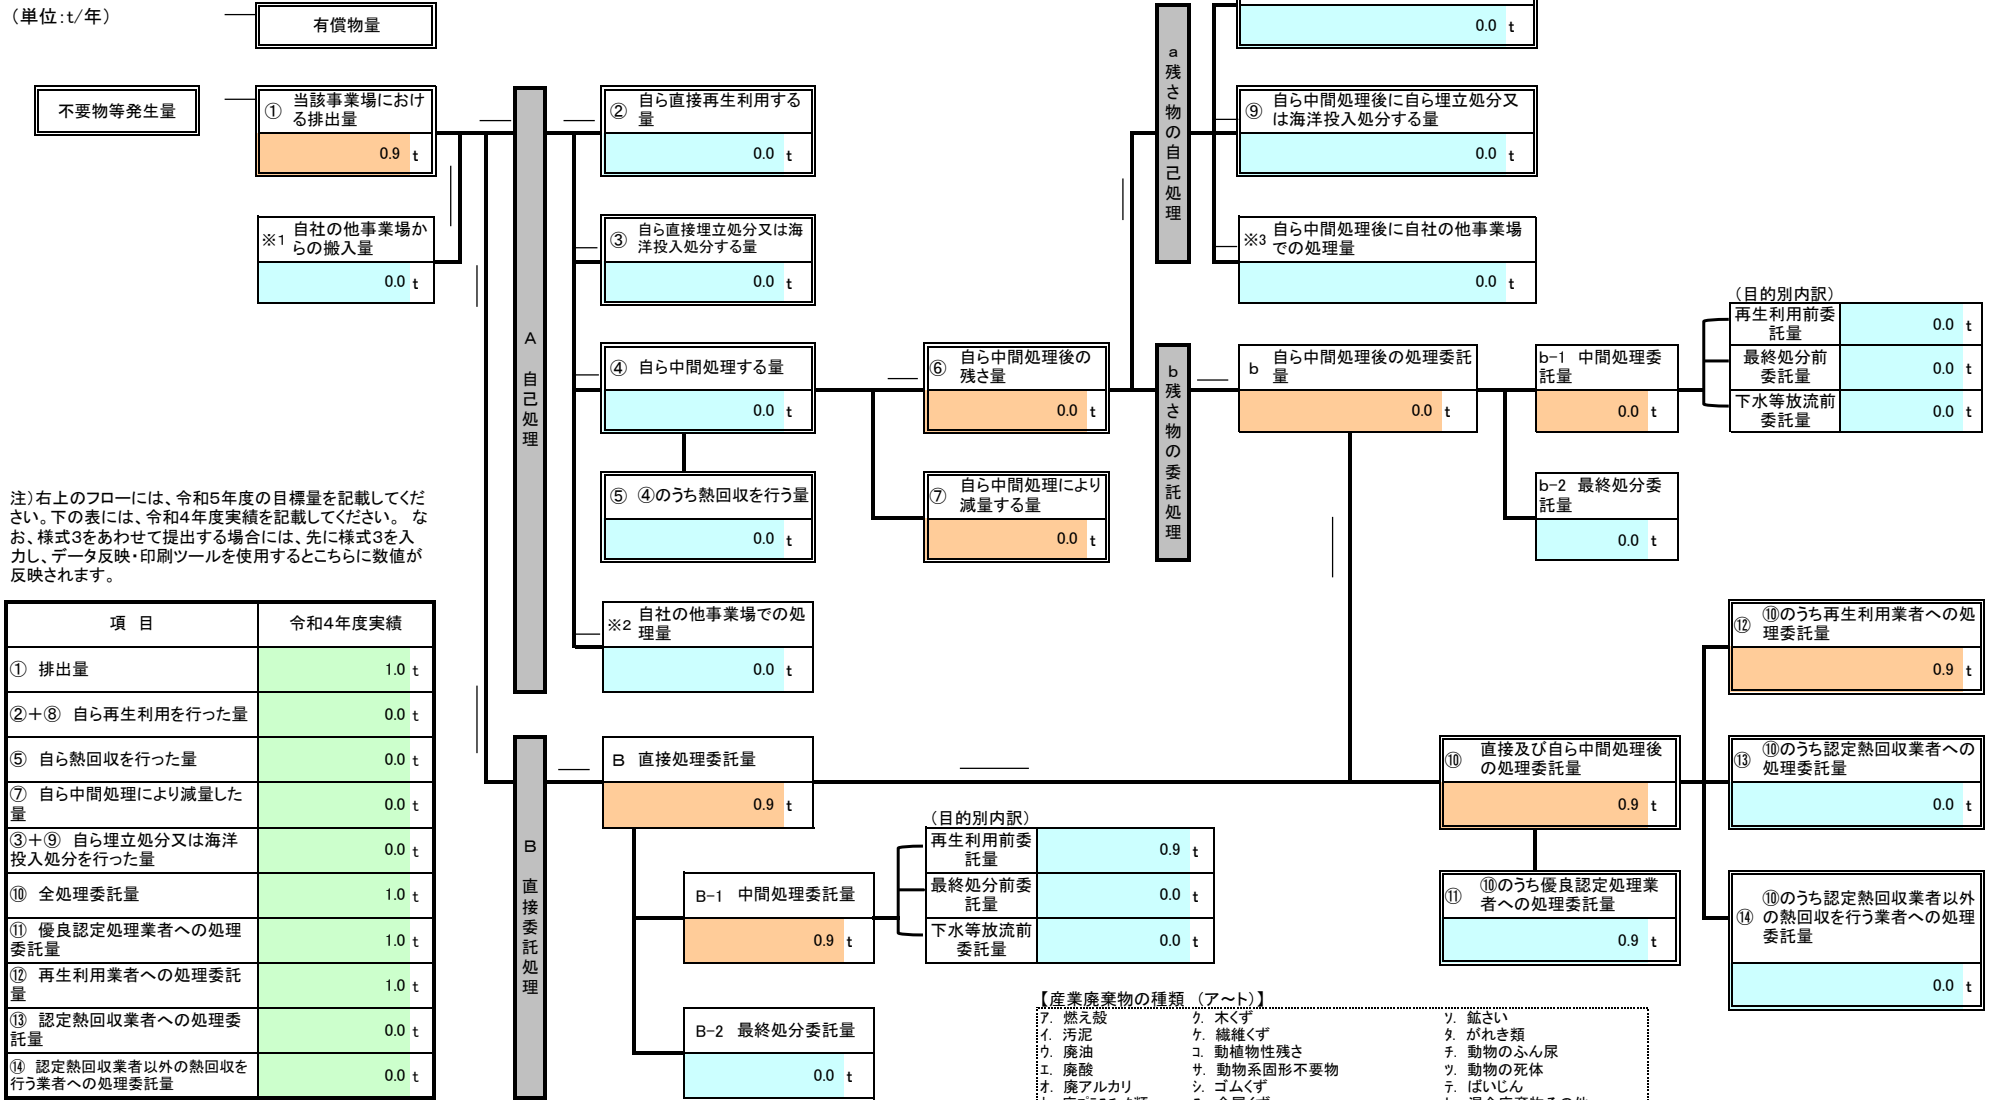 （単位:t/年）
有償物量
不要物等発生量
① 当該事業場におけ
る排出量
0.9 t
※1 自社の他事業場か
らの搬入量
0.0 t
A 自己処理
② 自ら直接再生利用する
量
0.0 t
③ 自ら直接埋立処分又は海
洋投入処分する量
0.0 t
④ 自ら中間処理する量
0.0 t
⑤ ④のうち熱回収を行う量
0.0 t
※2 自社の他事業場での処
理量
0.0 t
⑥ 自ら中間処理後の
残さ量
0.0 t
⑦ 自ら中間処理により
減量する量
0.0 t
a 残さ物の自己処理
0.0 t
⑨ 自ら中間処理後に自ら埋立処分又
は海洋投入処分する量
0.0 t
※3 自ら中間処理後に自社の他事業場
での処理量
0.0 t
b 残さ物の委託処理
b 自ら中間処理後の処理委託
量
0.0 t
b-1 中間処理委
託量
0.0 t
b-2 最終処分委
託量
0.0 t
（目的別内訳）
再生利用前委
託量
0.0 t
最終処分前
委託量
0.0 t
下水等放流前
委託量
0.0 t
注）右上のフローには、令和5年度の目標量を記載してくだ
さい。下の表には、令和4年度実績を記載してください。 な
お、様式3をあわせて提出する場合には、先に様式3を入
力し、データ反映・印刷ツールを使用するとこちらに数値が
反映されます。
項 目 令和4年度実績
① 排出量 1.0 t
②＋⑧ 自ら再生利用を行った量 0.0 t
⑤ 自ら熱回収を行った量 0.0 t
⑦ 自ら中間処理により減量した
量 0.0 t
③＋⑨ 自ら埋立処分又は海洋
投入処分を行った量 0.0 t
⑩ 全処理委託量 1.0 t
⑪ 優良認定処理業者への処理
委託量 1.0 t
⑫ 再生利用業者への処理委託
量 1.0 t
⑬ 認定熱回収業者への処理委
託量 0.0 t
⑭ 認定熱回収業者以外の熱回収を
行う業者への処理委託量 0.0 t
B 直接委託処理
B 直接処理委託量
0.9 t
B-1 中間処理委託量
0.9 t
B-2 最終処分委託量
0.0 t
（目的別内訳）
再生利用前委
託量
0.9 t
最終処分前委
託量
0.0 t
下水等放流前
委託量
0.0 t
⑩ 直接及び自ら中間処理後
の処理委託量
0.9 t
⑪ ⑩のうち優良認定処理業
者への処理委託量
0.9 t
⑫ ⑩のうち再生利用業者への処
理委託量
0.9 t
⑬ ⑩のうち認定熱回収業者への
処理委託量
0.0 t
⑭ ⑩のうち認定熱回収業者以外
の熱回収を行う業者への処理
委託量
0.0 t
【産業廃棄物の種類 （ア～ト）】
ｱ. 燃え殻 ｸ. 木くず ｿ. 鉱さい
ｲ. 汚泥 ｹ. 繊維くず ﾀ. がれき類
ｳ. 廃油 ｺ. 動植物性残さ ﾁ. 動物のふん尿
ｴ. 廃酸 ｻ. 動物系固形不要物 ﾂ. 動物の死体
ｵ. 廃アルカリ ｼ. ゴムくず ﾃ. ばいじん